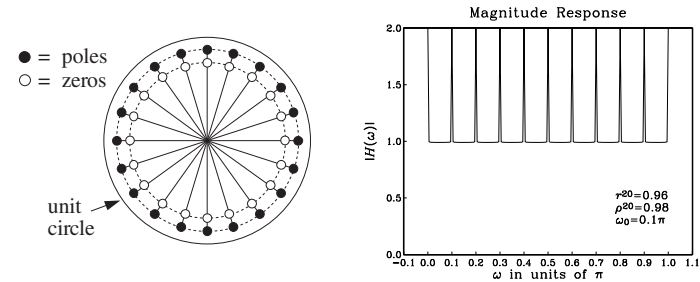 = poles
= zeros
unit
circle
Magnitude Response
2.0
1.5
1.0
0.5
0.0
|H(ω)|
r²⁰=0.96
ρ²⁰=0.98
ω₀=0.1π
-0.1 0.0 0.1 0.2 0.3 0.4 0.5 0.6 0.7 0.8 0.9 1.0 1.1
ω in units of π